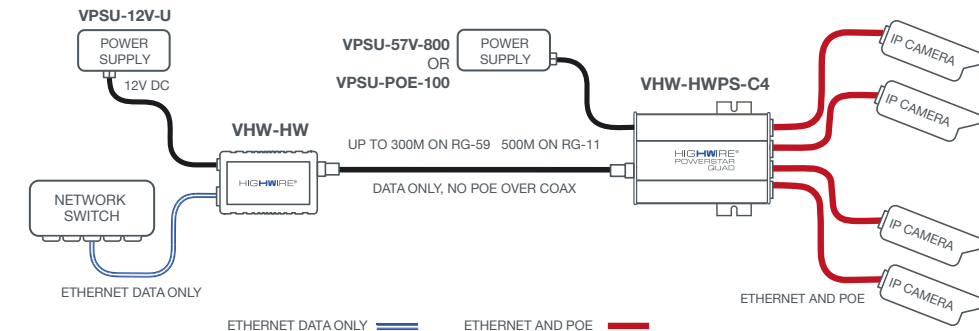 VPSU-12V-U
POWER
SUPPLY
12V DC
VPSU-57V-800
OR
VPSU-POE-100
POWER
SUPPLY
VHW-HWPS-C4
IP CAMERA
IP CAMERA
VHW-HW
UP TO 300M ON RG-59 500M ON RG-11
HIGHWIRE®
POWERSTAR
QUAD
HIGHWIRE®
DATA ONLY, NO POE OVER COAX
NETWORK
SWITCH
IP CAMERA
IP CAMERA
ETHERNET DATA ONLY
ETHERNET AND POE
ETHERNET DATA ONLY
ETHERNET AND POE